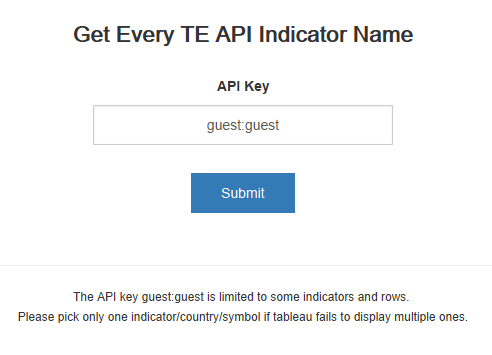 Get Every TE API Indicator Name
API Key
guest:guest
Submit
The API key guest:guest is limited to some indicators and rows.
Please pick only one indicator/country/symbol if tableau fails to display multiple ones.